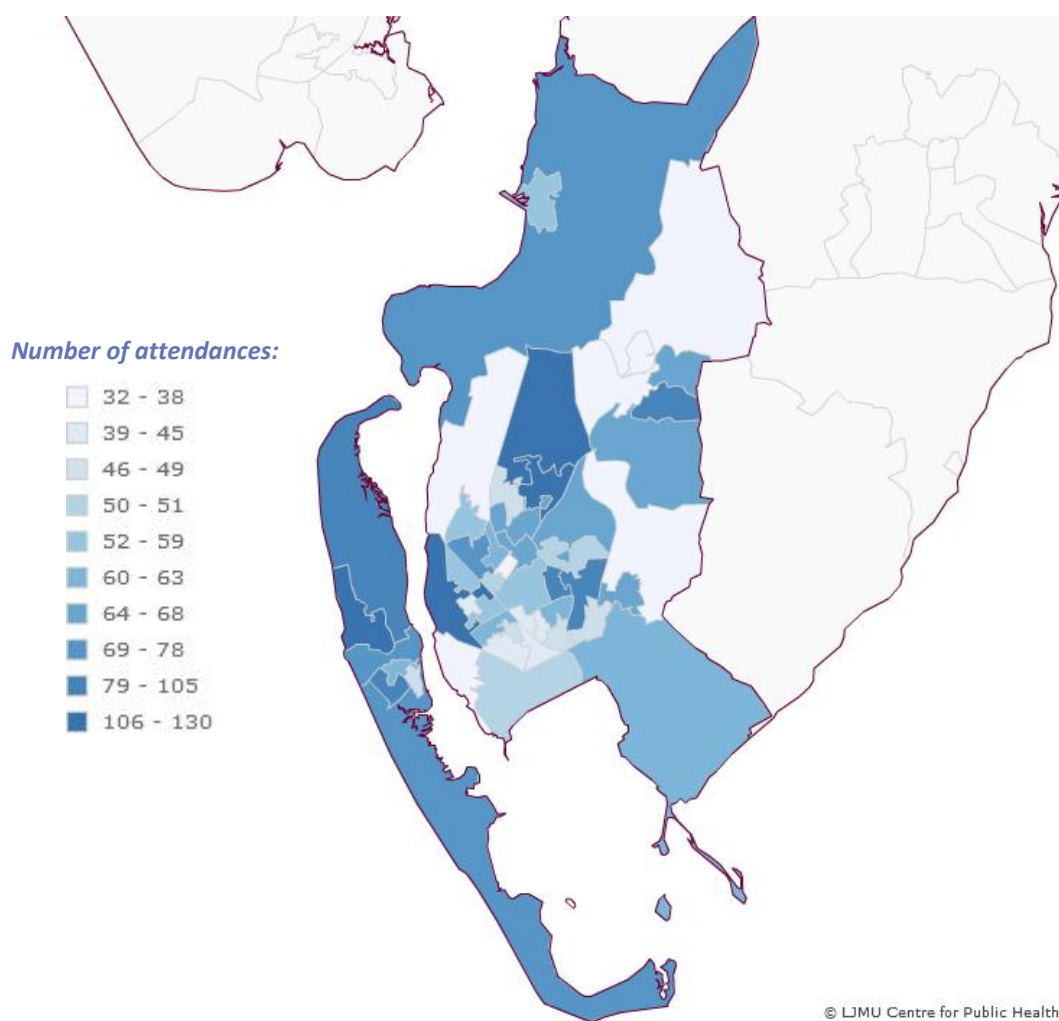 Number of attendances:
32 - 38
39 - 45
46 - 49
50 - 51
52 - 59
60 - 63
64 - 68
69 - 78
79 - 105
106 - 130
© LJMU Centre for Public Health